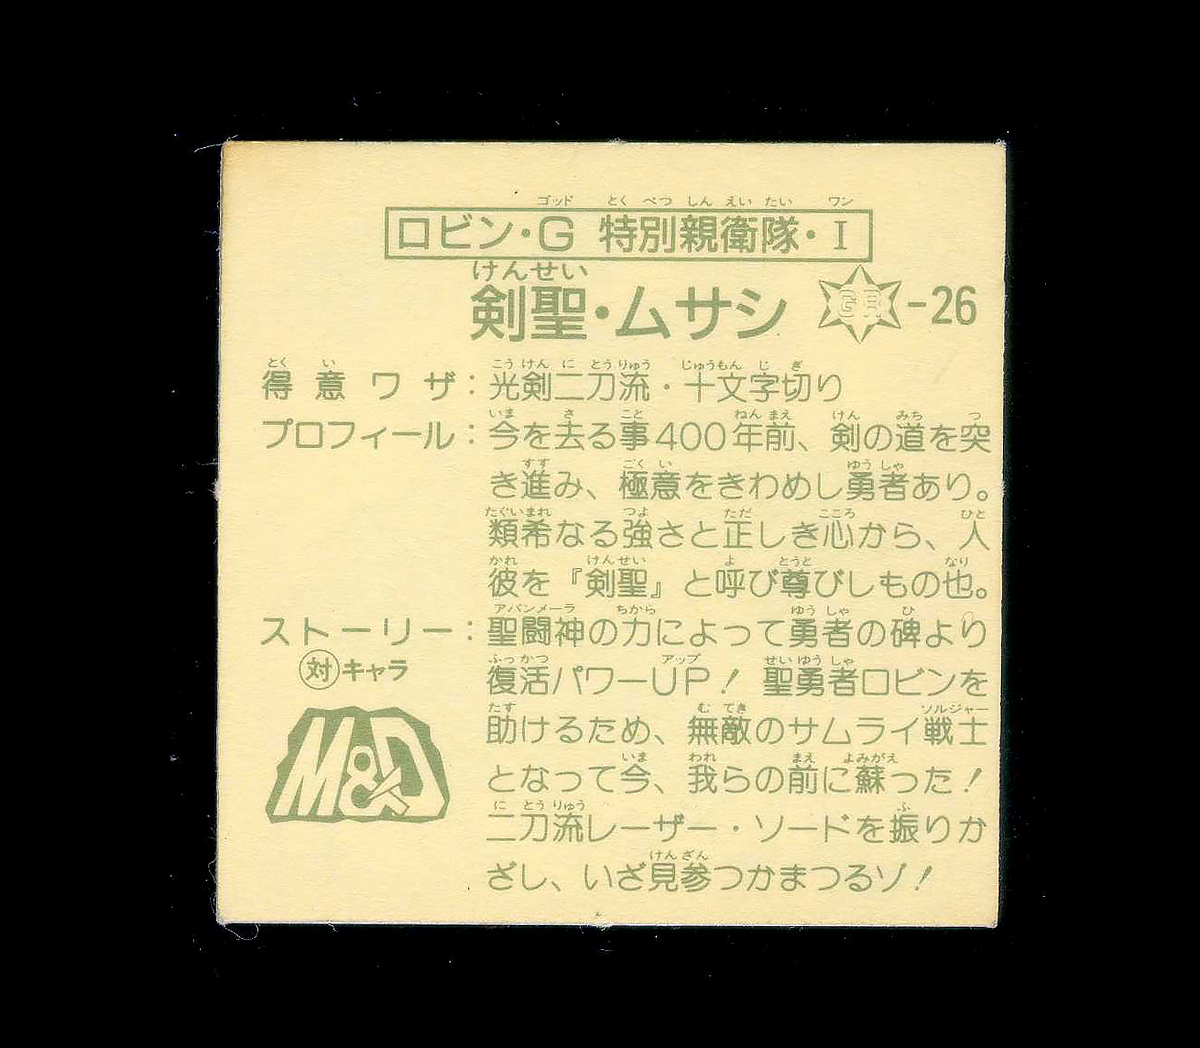 ロビン・G 特別親衛隊・I
剣聖・ムサシ GR-26
得意ワザ：光剣二刀流・十文字切り
プロフィール：今を去る事400年前、剣の道を突
き進み、極意をきわめし勇者あり。
類希なる強さと正しき心から、人
彼を『剣聖』と呼び尊びしもの也。
ストーリー：聖闘神の力によって勇者の碑より
対キャラ 復活パワーUP！聖勇者ロビンを
助けるため、無敵のサムライ戦士
となって今、我らの前に蘇った！
M&D 二刀流レーザー・ソードを振りか
ざし、いざ見参つかまつるゾ！